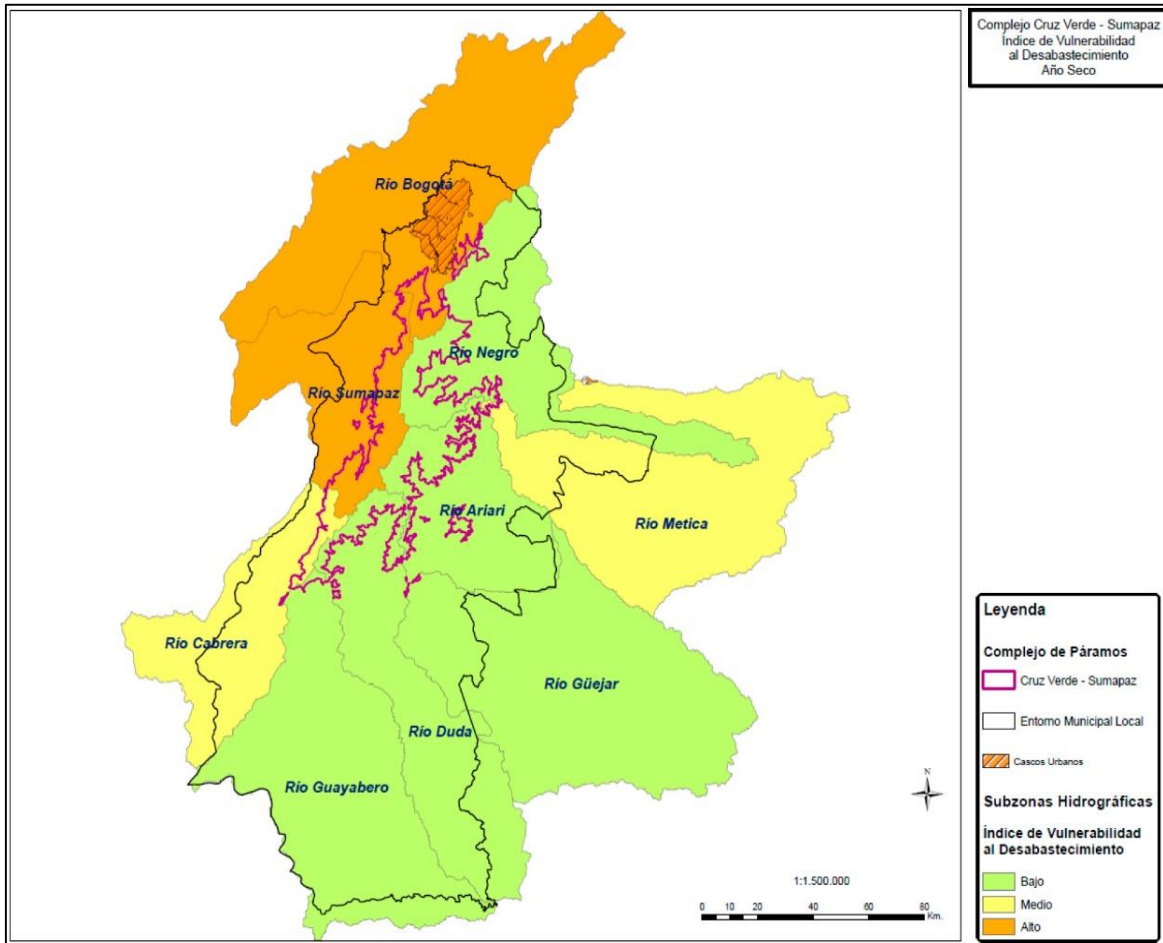 Complejo Cruz Verde - Sumapaz
Índice de Vulnerabilidad
al Desabastecimiento
Año Seco
Río Bogotá
Río Negro
Río Sumapaz
Río Ariari
Río Metica
Río Cabrera
Río Güejar
Río Duda
Río Guayabero
N
1:1.500.000
0 10 20 40 60 80
Km.
Leyenda
Complejo de Páramos
Cruz Verde - Sumapaz
Entorno Municipal Local
Cascos Urbanos
Subzonas Hidrográficas
Índice de Vulnerabilidad
al Desabastecimiento
Bajo
Medio
Alto